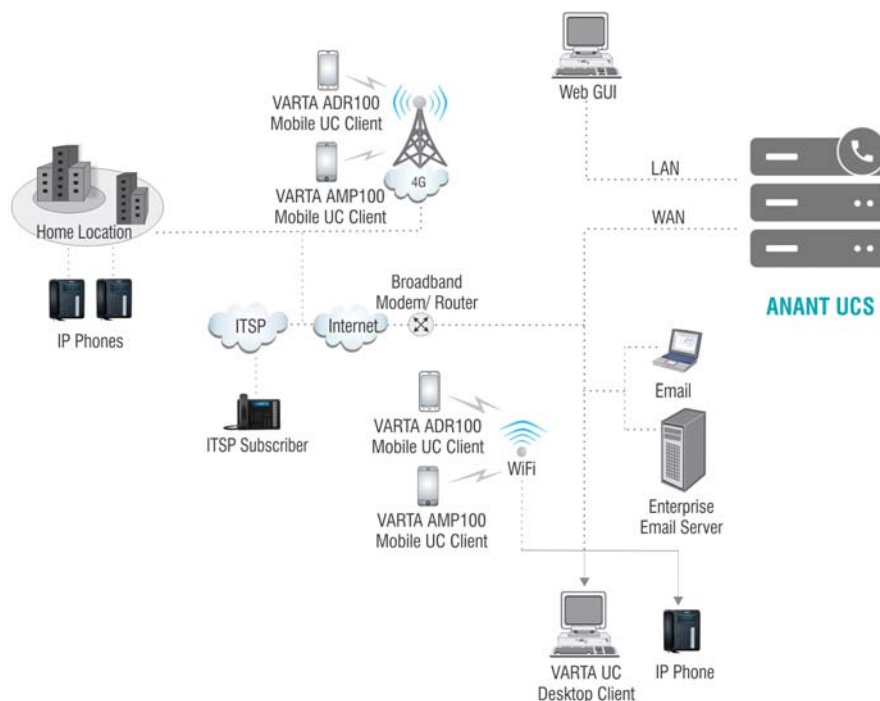 VARTA ADR100
Mobile UC Client
VARTA AMP100
Mobile UC Client
4G
Web GUI
LAN
WAN
ANANT UCS
Home Location
IP Phones
Broadband
Modem/ Router
ITSP
Internet
ITSP Subscriber
VARTA ADR100
Mobile UC Client
VARTA AMP100
Mobile UC Client
WiFi
Email
Enterprise
Email Server
VARTA UC
Desktop Client
IP Phone